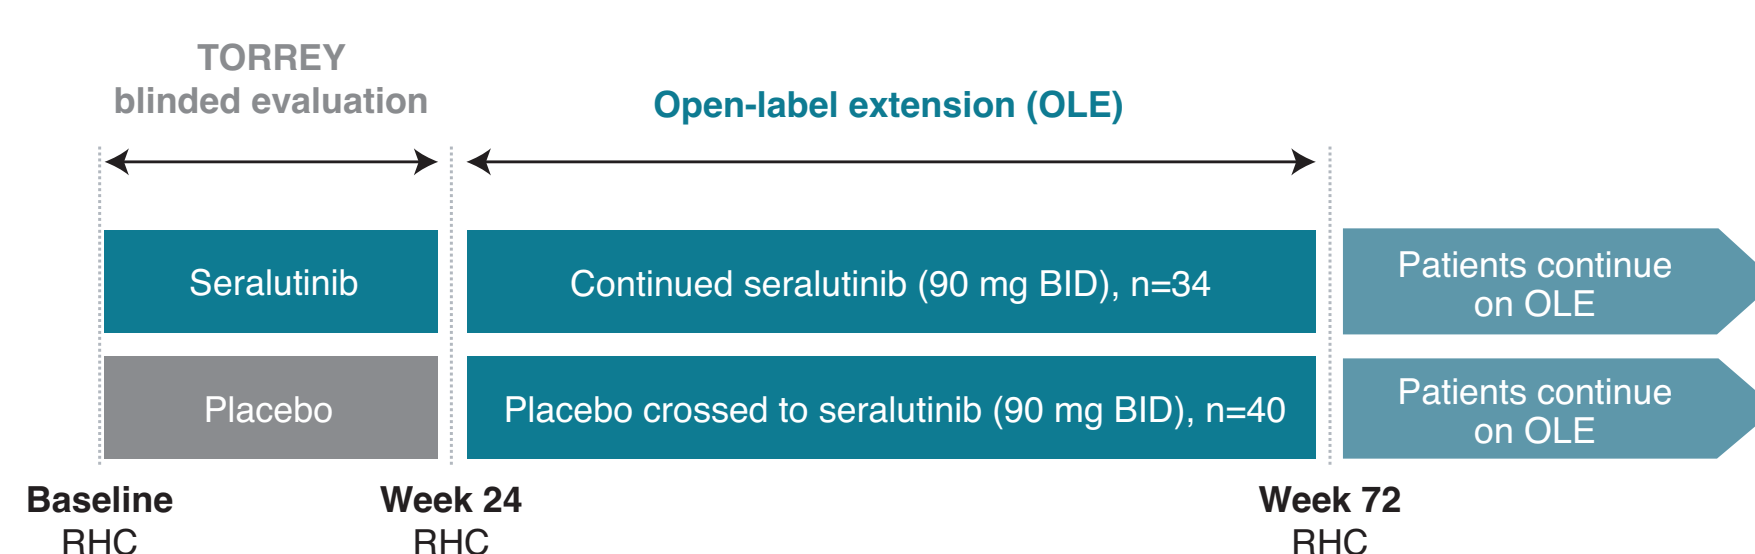 TORREY
blinded evaluation
Open-label extension (OLE)
Seralutinib
Continued seralutinib (90 mg BID), n=34
Patients continue
on OLE
Placebo
Placebo crossed to seralutinib (90 mg BID), n=40
Patients continue
on OLE
Baseline
RHC
Week 24
RHC
Week 72
RHC